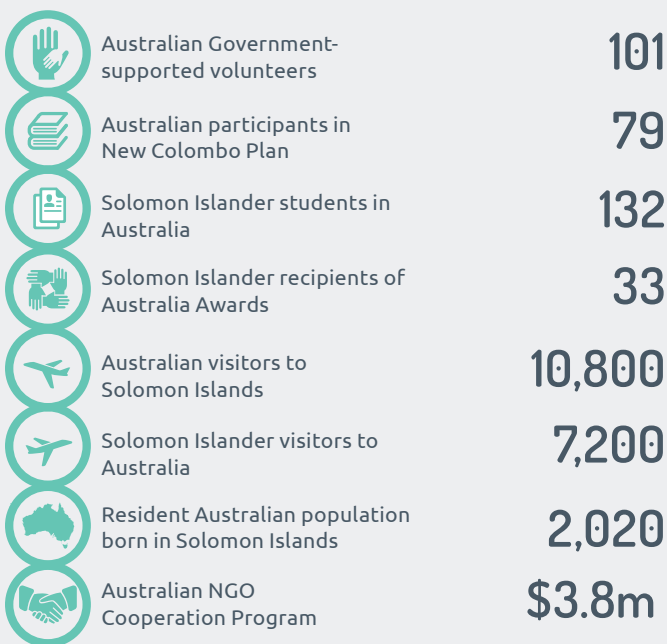 Australian Government-
supported volunteers
101
Australian participants in
New Colombo Plan
79
Solomon Islander students in
Australia
132
Solomon Islander recipients of
Australia Awards
33
Australian visitors to
Solomon Islands
10,800
Solomon Islander visitors to
Australia
7,200
Resident Australian population
born in Solomon Islands
2,020
Australian NGO
Cooperation Program
$3.8m